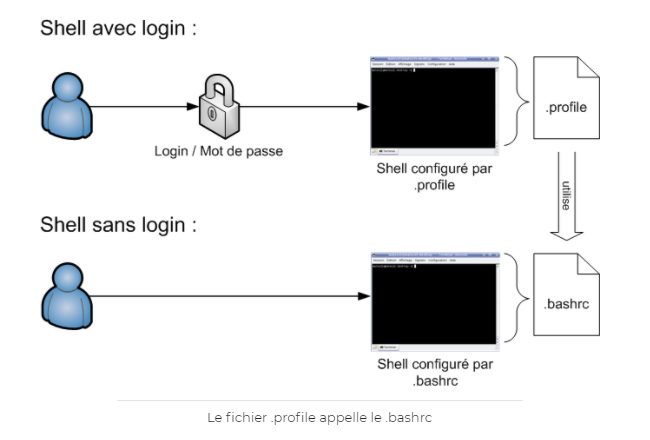 Shell avec login :
Login / Mot de passe
.profile
Shell configuré par
.profile
utilise
Shell sans login :
.bashrc
Shell configuré par
.bashrc
Le fichier .profile appelle le .bashrc